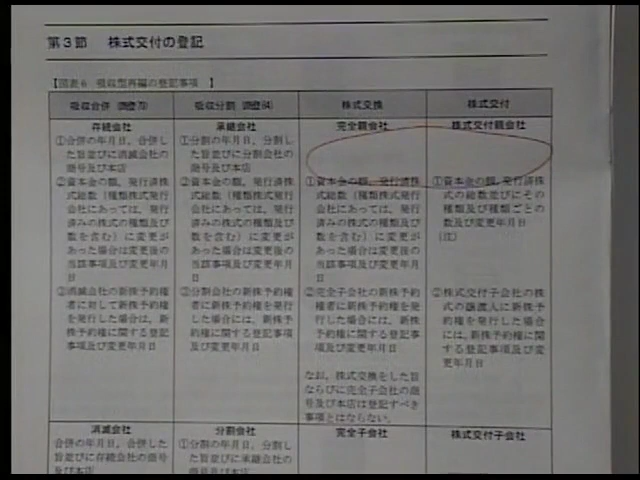 第3節 株式交付の登記
【図表6 吸収型再編の登記事項 】
吸収合併 吸収分割 株式交換 株式交付
存続会社
①合併の年月日，合併し
た旨並びに消滅会社の
商号及び本店
②資本金の額，発行済株
式総数（種類株式発行
会社にあっては，発行
済みの株式の種類及び
数を含む）に変更が
あった場合は変更後の
当該事項及び変更年月
日
③消滅会社の新株予約権
者に対して新株予約権
を発行した場合は，新
株予約権に関する登記
事項及び変更年月日
承継会社
①分割の年月日，分割し
た旨並びに分割会社の
商号及び本店
②資本金の額，発行済株
式総数（種類株式発行
会社にあっては，発行
済みの株式の種類及び
数を含む）に変更が
あった場合は変更後の
当該事項及び変更年月
日
③分割会社の新株予約権
者に新株予約権を発行
した場合は，新株予約
権に関する登記事項及
び変更年月日
完全親会社
①資本金の額，発行済株
式総数（種類株式発行
会社にあっては，発行
済みの株式の種類及び
数を含む）に変更が
あった場合は変更後の
当該事項及び変更年月
日
②完全子会社の新株予約
権者に新株予約権を発
行した場合には，新株
予約権に関する登記事
項及び変更年月日
なお，株式交換をした旨
ならびに完全子会社の商
号及び本店は登記すべき
事項とはならない。
株式交付親会社
①資本金の額，発行済株
式の総数並びにその
種類及び種類ごとの
数及び変更年月日
（注）
②株式交付子会社の株
式の譲渡人に新株予
約権を発行した場合
には，新株予約権に関
する登記事項及び変
更年月日
消滅会社
合併の年月日，合併した
旨並びに存続会社の商号
及び本店
分割会社
①分割の年月日，分割し
た旨並びに承継会社の
商号及び本店
完全子会社
株式交付子会社